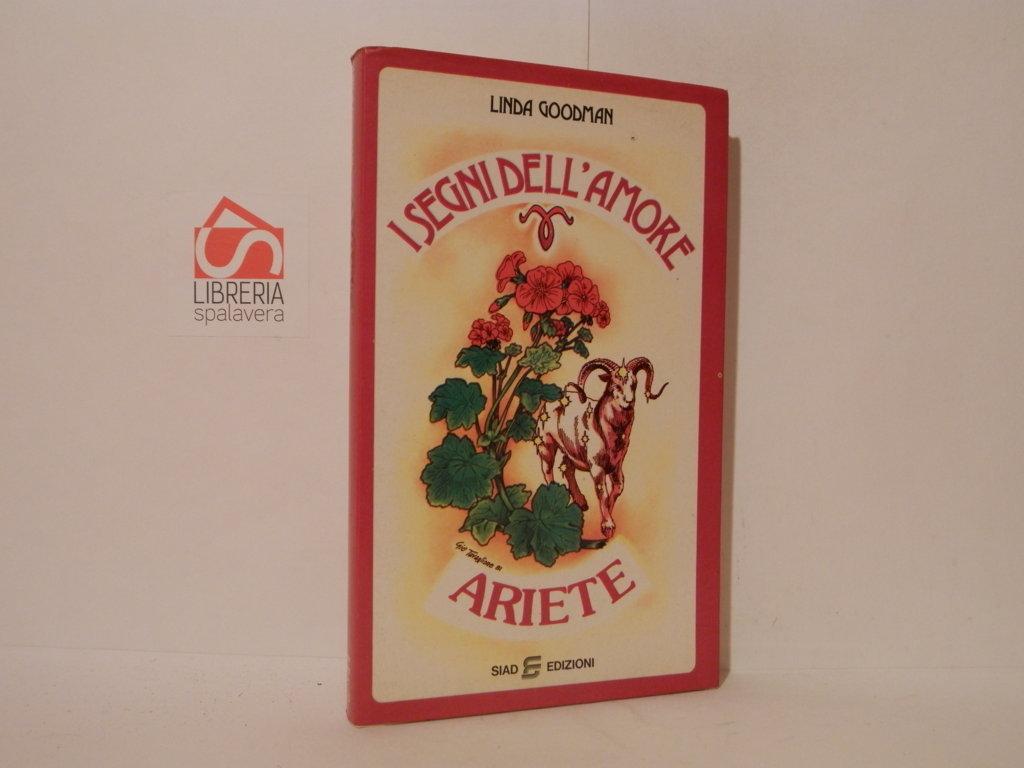 LINDA GOODMAN
I SEGNI DELL'AMORE
ARIETE
SIAD EDIZIONI
LIBRERIA
spalavera